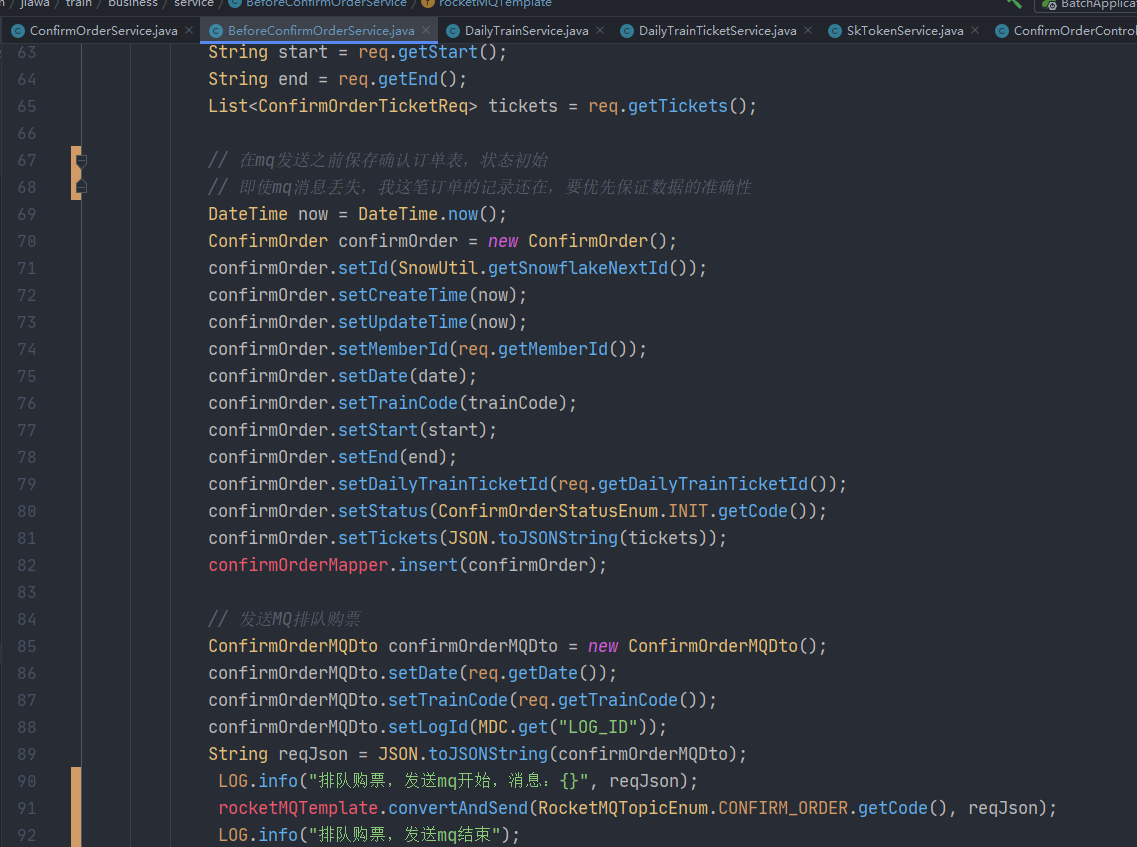 jiawa / train / business / service / BeforeConfirmOrderService / rocketMQTemplate
ConfirmOrderService.java BeforeConfirmOrderService.java DailyTrainService.java DailyTrainTicketService.java SkTokenService.java ConfirmOrderControl
63 String start = req.getStart();
64 String end = req.getEnd();
65 List<ConfirmOrderTicketReq> tickets = req.getTickets();
66
67 // 在mq发送之前保存确认订单表，状态初始
68 // 即使mq消息丢失，我这笔订单的记录还在，要优先保证数据的准确性
69 DateTime now = DateTime.now();
70 ConfirmOrder confirmOrder = new ConfirmOrder();
71 confirmOrder.setId(SnowUtil.getSnowflakeNextId());
72 confirmOrder.setCreateTime(now);
73 confirmOrder.setUpdateTime(now);
74 confirmOrder.setMemberId(req.getMemberId());
75 confirmOrder.setDate(date);
76 confirmOrder.setTrainCode(trainCode);
77 confirmOrder.setStart(start);
78 confirmOrder.setEnd(end);
79 confirmOrder.setDailyTrainTicketId(req.getDailyTrainTicketId());
80 confirmOrder.setStatus(ConfirmOrderStatusEnum.INIT.getCode());
81 confirmOrder.setTickets(JSON.toJSONString(tickets));
82 confirmOrderMapper.insert(confirmOrder);
83
84 // 发送MQ排队购票
85 ConfirmOrderMQDto confirmOrderMQDto = new ConfirmOrderMQDto();
86 confirmOrderMQDto.setDate(req.getDate());
87 confirmOrderMQDto.setTrainCode(req.getTrainCode());
88 confirmOrderMQDto.setLogId(MDC.get("LOG_ID"));
89 String reqJson = JSON.toJSONString(confirmOrderMQDto);
90 LOG.info("排队购票，发送mq开始，消息：{}", reqJson);
91 rocketMQTemplate.convertAndSend(RocketMQTopicEnum.CONFIRM_ORDER.getCode(), reqJson);
92 LOG.info("排队购票，发送mq结束");